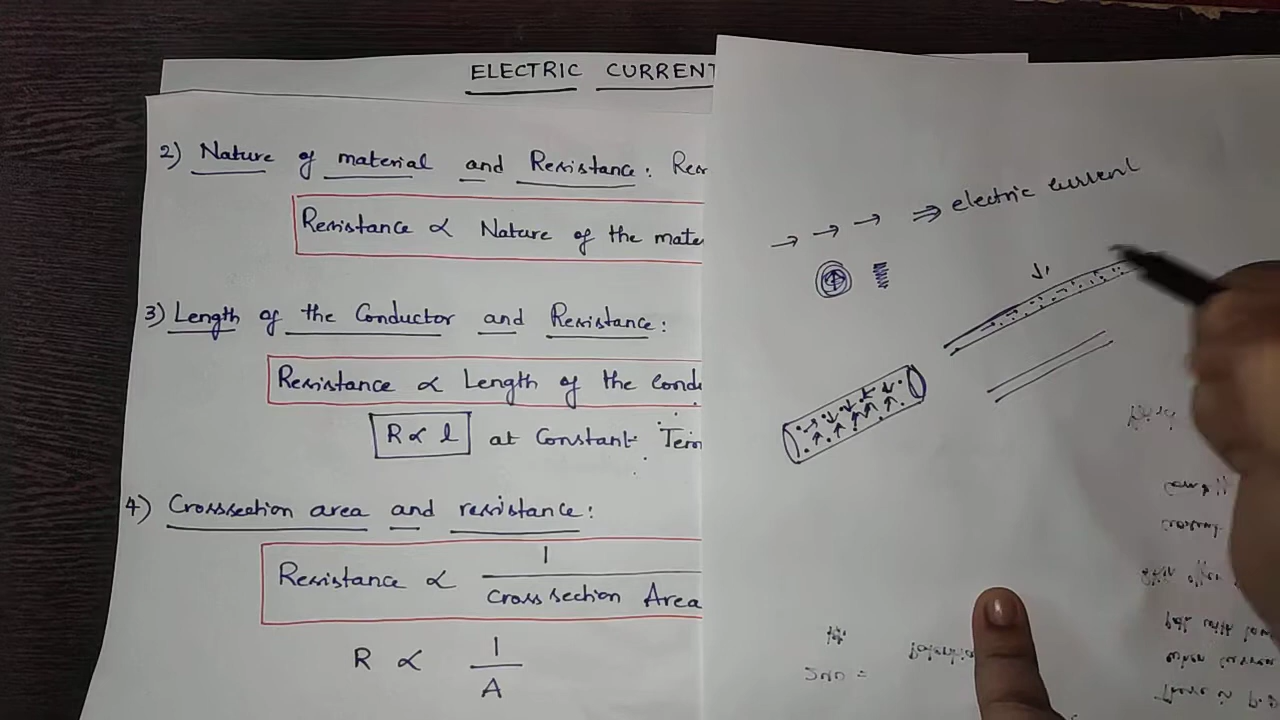 ELECTRIC CURRENT
2) Nature of material and Resistance:
Resistance ∝ Nature of the mate
3) Length of the Conductor and Resistance:
Resistance ∝ Length of the cond
R ∝ l at Constant Tem
4) Crosssection area and resistance:
Resistance ∝ 1
Crosssection Area
R ∝ 1
A
→ → → ⇒ electric current